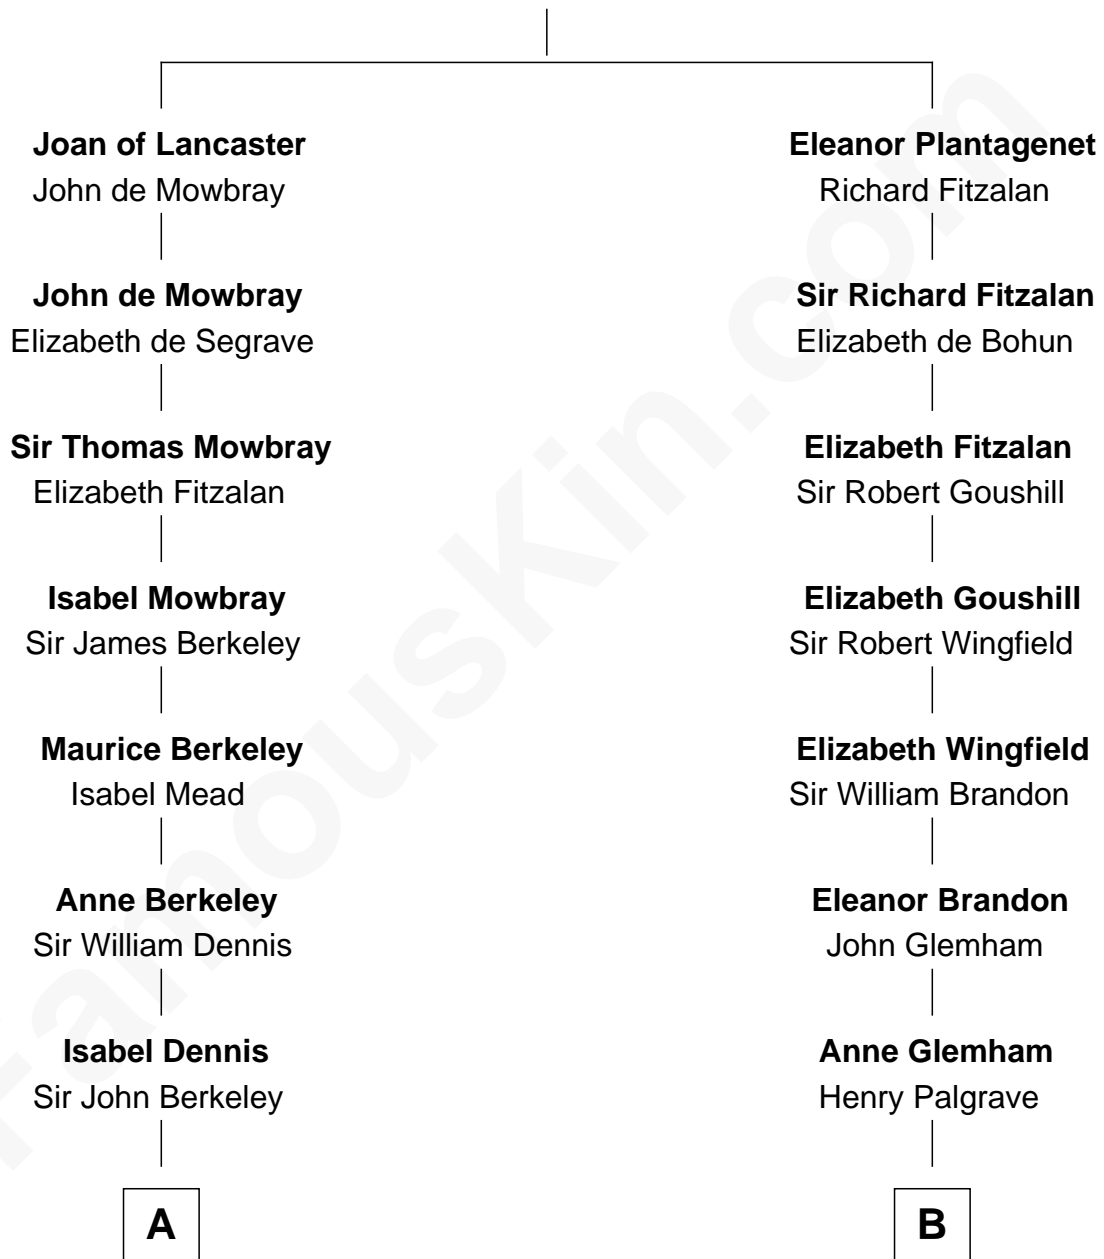 Joan of Lancaster
John de Mowbray
John de Mowbray
Elizabeth de Segrave
Sir Thomas Mowbray
Elizabeth Fitzalan
Isabel Mowbray
Sir James Berkeley
Maurice Berkeley
Isabel Mead
Anne Berkeley
Sir William Dennis
Isabel Dennis
Sir John Berkeley
A
Eleanor Plantagenet
Richard Fitzalan
Sir Richard Fitzalan
Elizabeth de Bohun
Elizabeth Fitzalan
Sir Robert Goushill
Elizabeth Goushill
Sir Robert Wingfield
Elizabeth Wingfield
Sir William Brandon
Eleanor Brandon
John Glemham
Anne Glemham
Henry Palgrave
B
FamousKin.com